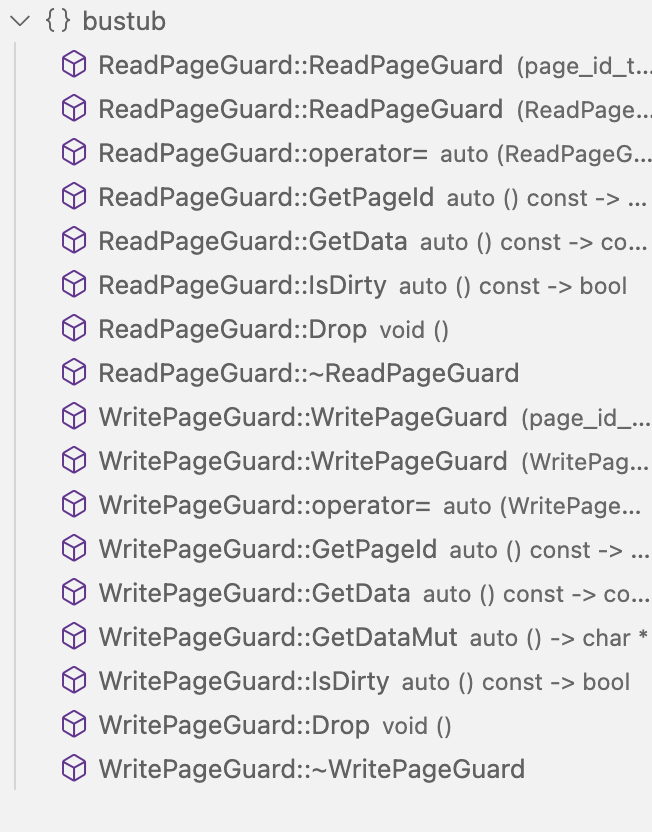 {} bustub
ReadPageGuard::ReadPageGuard (page_id_t...
ReadPageGuard::ReadPageGuard (ReadPage...
ReadPageGuard::operator= auto (ReadPageG...
ReadPageGuard::GetPageId auto () const -> ...
ReadPageGuard::GetData auto () const -> co...
ReadPageGuard::IsDirty auto () const -> bool
ReadPageGuard::Drop void ()
ReadPageGuard::~ReadPageGuard
WritePageGuard::WritePageGuard (page_id_...
WritePageGuard::WritePageGuard (WritePag...
WritePageGuard::operator= auto (WritePage...
WritePageGuard::GetPageId auto () const -> ...
WritePageGuard::GetData auto () const -> co...
WritePageGuard::GetDataMut auto () -> char *
WritePageGuard::IsDirty auto () const -> bool
WritePageGuard::Drop void ()
WritePageGuard::~WritePageGuard